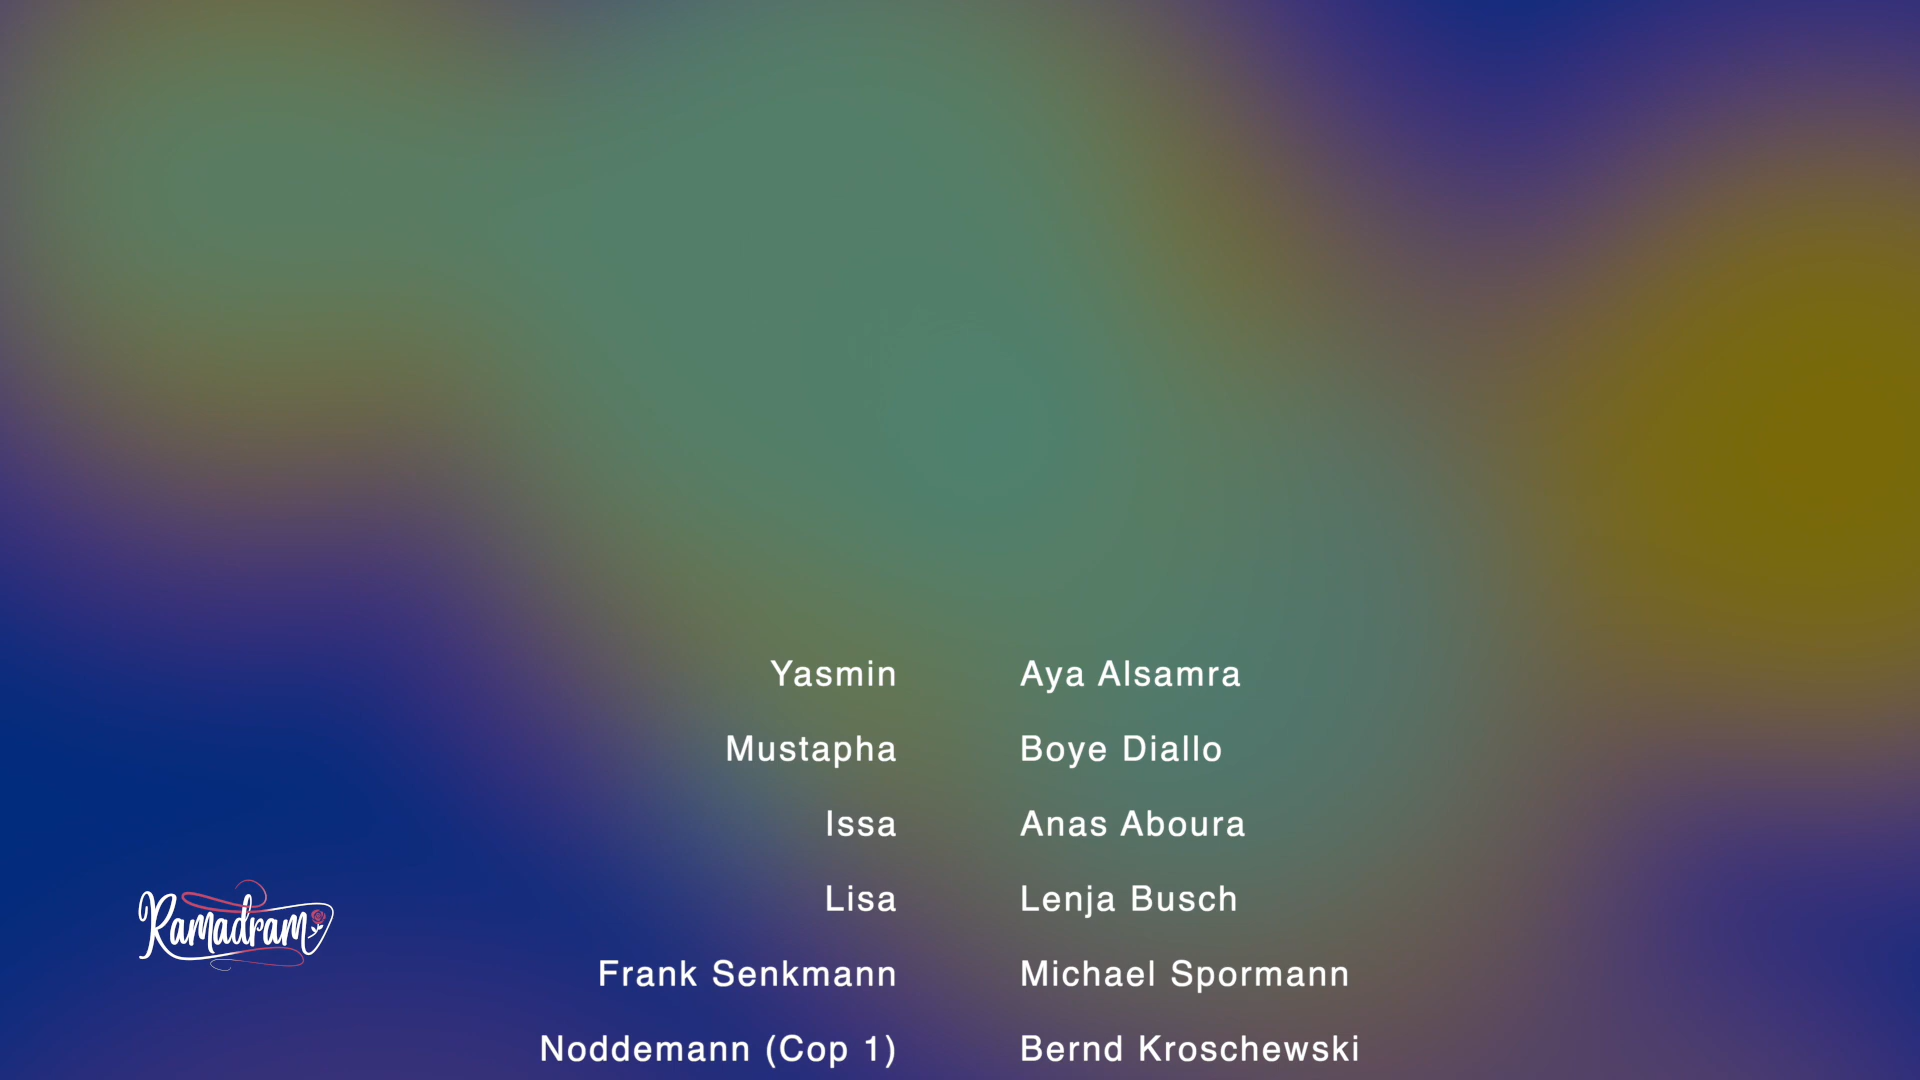 Yasmin Aya Alsamra
Mustapha Boye Diallo
Issa Anas Aboura
Lisa Lenja Busch
Ramadram
Frank Senkmann Michael Spormann
Noddemann (Cop 1) Bernd Kroschewski